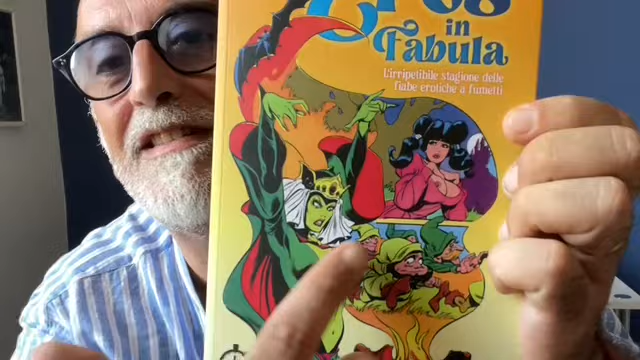 in
Fabula
L'irripetibile stagione delle
fiabe erotiche a fumetti